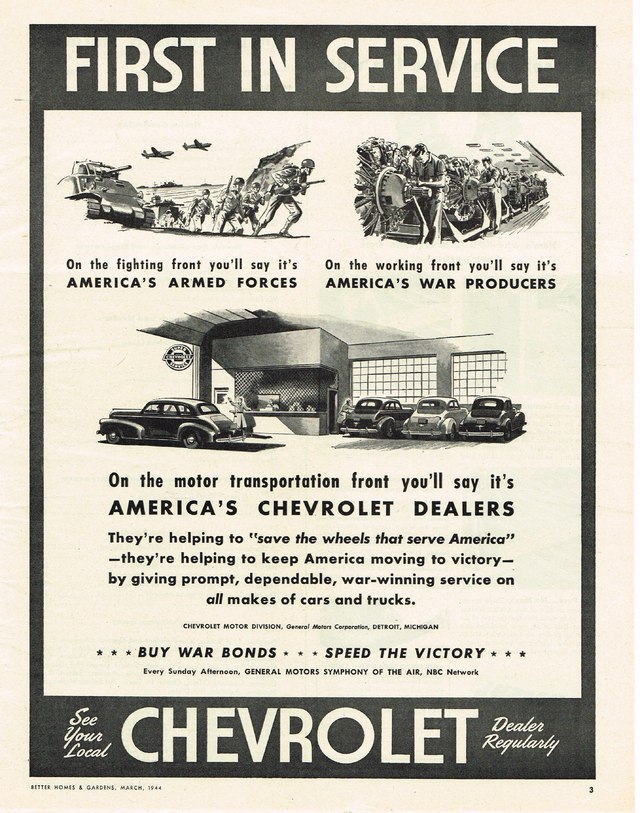 FIRST IN SERVICE
On the fighting front you'll say it's
AMERICA'S ARMED FORCES
On the working front you'll say it's
AMERICA'S WAR PRODUCERS
CHEVROLET
On the motor transportation front you'll say it's
AMERICA'S CHEVROLET DEALERS
They're helping to "save the wheels that serve America"
—they're helping to keep America moving to victory—
by giving prompt, dependable, war-winning service on
all makes of cars and trucks.
CHEVROLET MOTOR DIVISION, General Motors Corporation, DETROIT, MICHIGAN
★ ★ ★ BUY WAR BONDS ★ ★ ★ SPEED THE VICTORY ★ ★ ★
Every Sunday Afternoon, GENERAL MOTORS SYMPHONY OF THE AIR, NBC Network
See
Your
Local
CHEVROLET
Dealer
Regularly
BETTER HOMES & GARDENS, MARCH, 1944
3